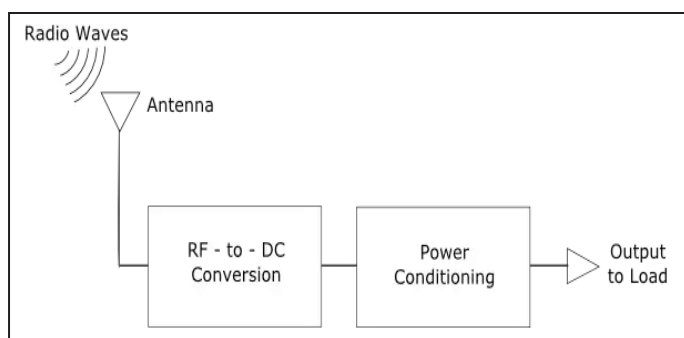 Radio Waves
Antenna
RF - to - DC
Conversion
Power
Conditioning
Output
to Load